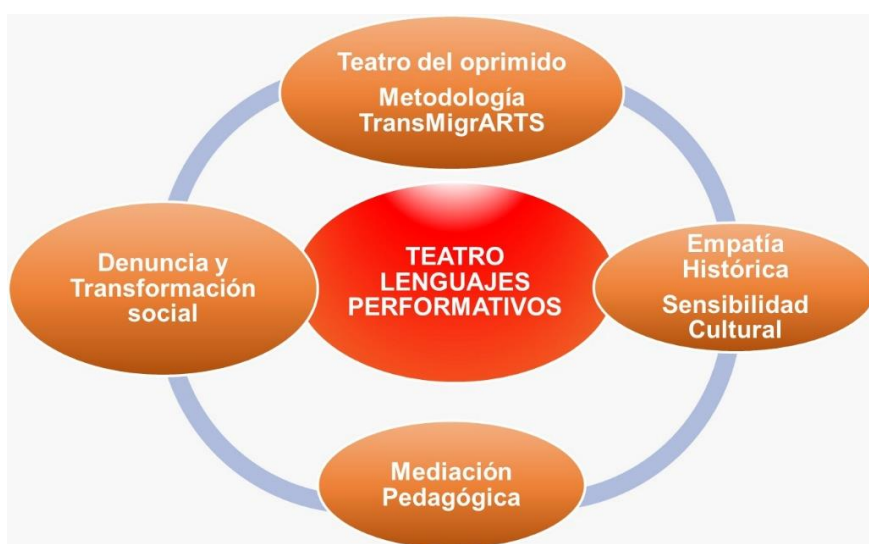 Teatro del oprimido
Metodología
TransMigrARTS
Denuncia y
Transformación
social
TEATRO
LENGUAJES
PERFORMATIVOS
Empatía
Histórica
Sensibilidad
Cultural
Mediación
Pedagógica